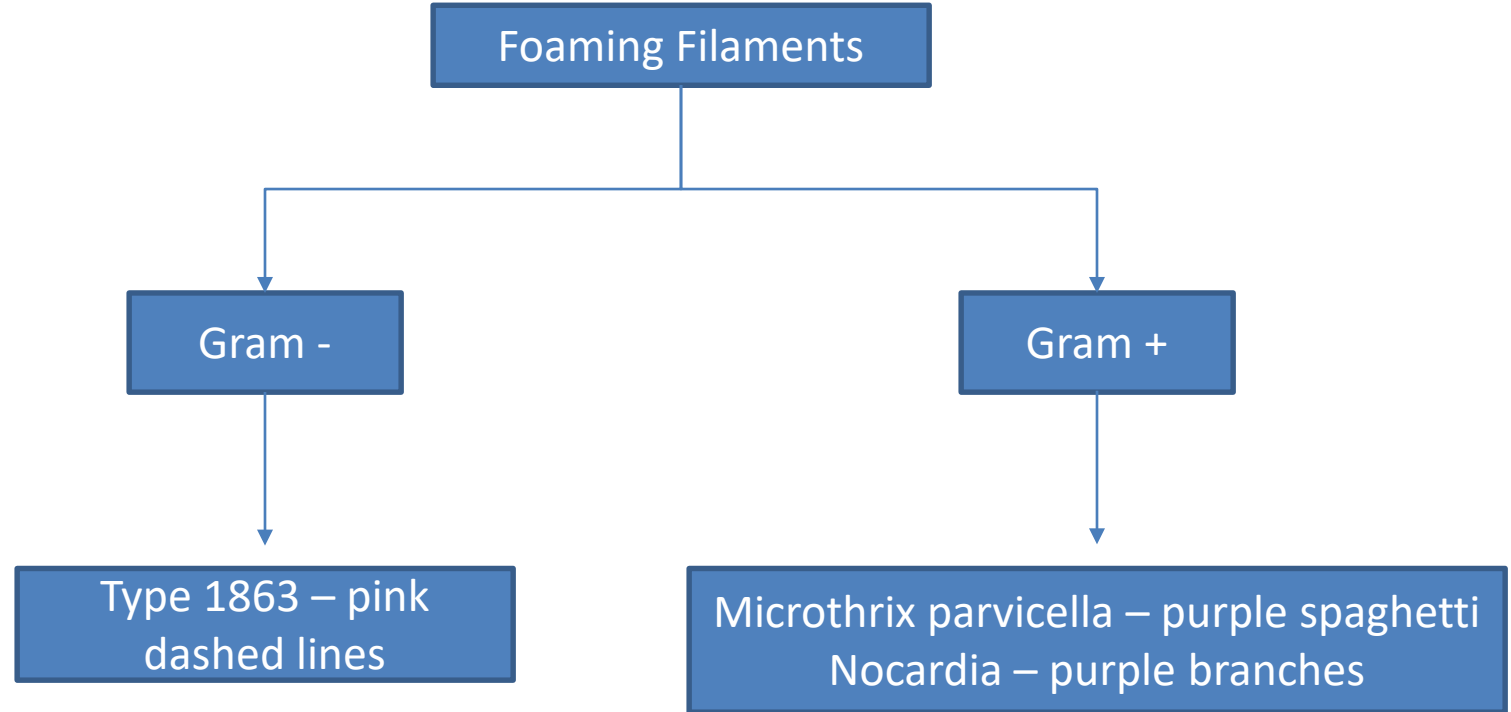 Foaming Filaments
Gram -
Gram +
Type 1863 – pink
dashed lines
Microthrix parvicella – purple spaghetti
Nocardia – purple branches